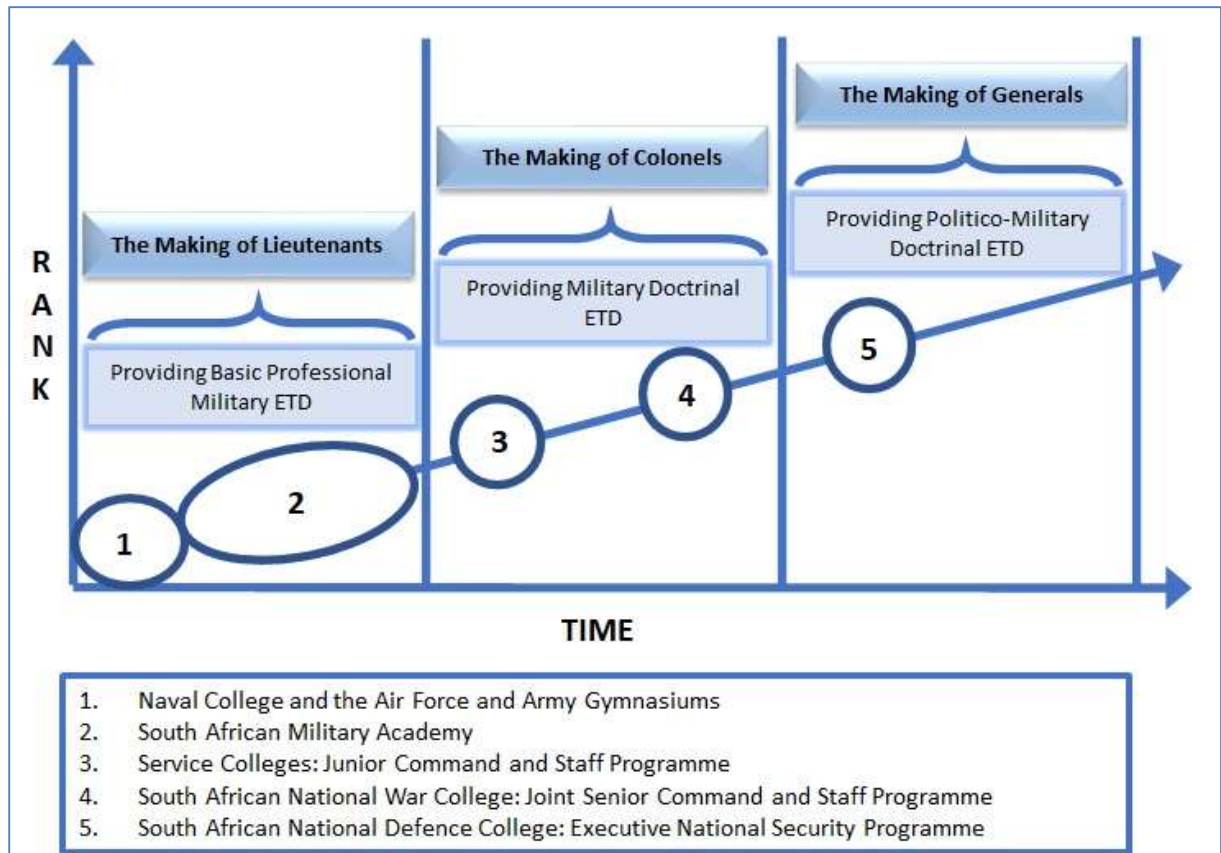 The Making of Generals
Providing Politico-Military
Doctrinal ETD
The Making of Colonels
Providing Military Doctrinal
ETD
The Making of Lieutenants
Providing Basic Professional
Military ETD
R
A
N
K
1
2
3
4
5
TIME
1. Naval College and the Air Force and Army Gymnasiums
2. South African Military Academy
3. Service Colleges: Junior Command and Staff Programme
4. South African National War College: Joint Senior Command and Staff Programme
5. South African National Defence College: Executive National Security Programme